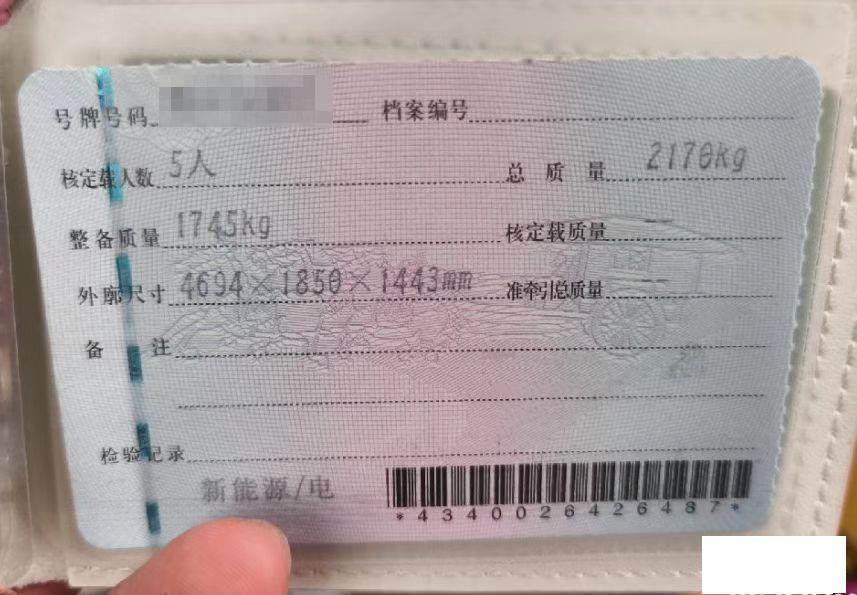 号牌号码 档案编号
核定载人数 5人 总质量 2170kg
整备质量 1745kg 核定载质量 --
外廓尺寸 4694×1850×1443mm 准牵引总质量 --
备注
检验记录
新能源/电
*4340026426487*